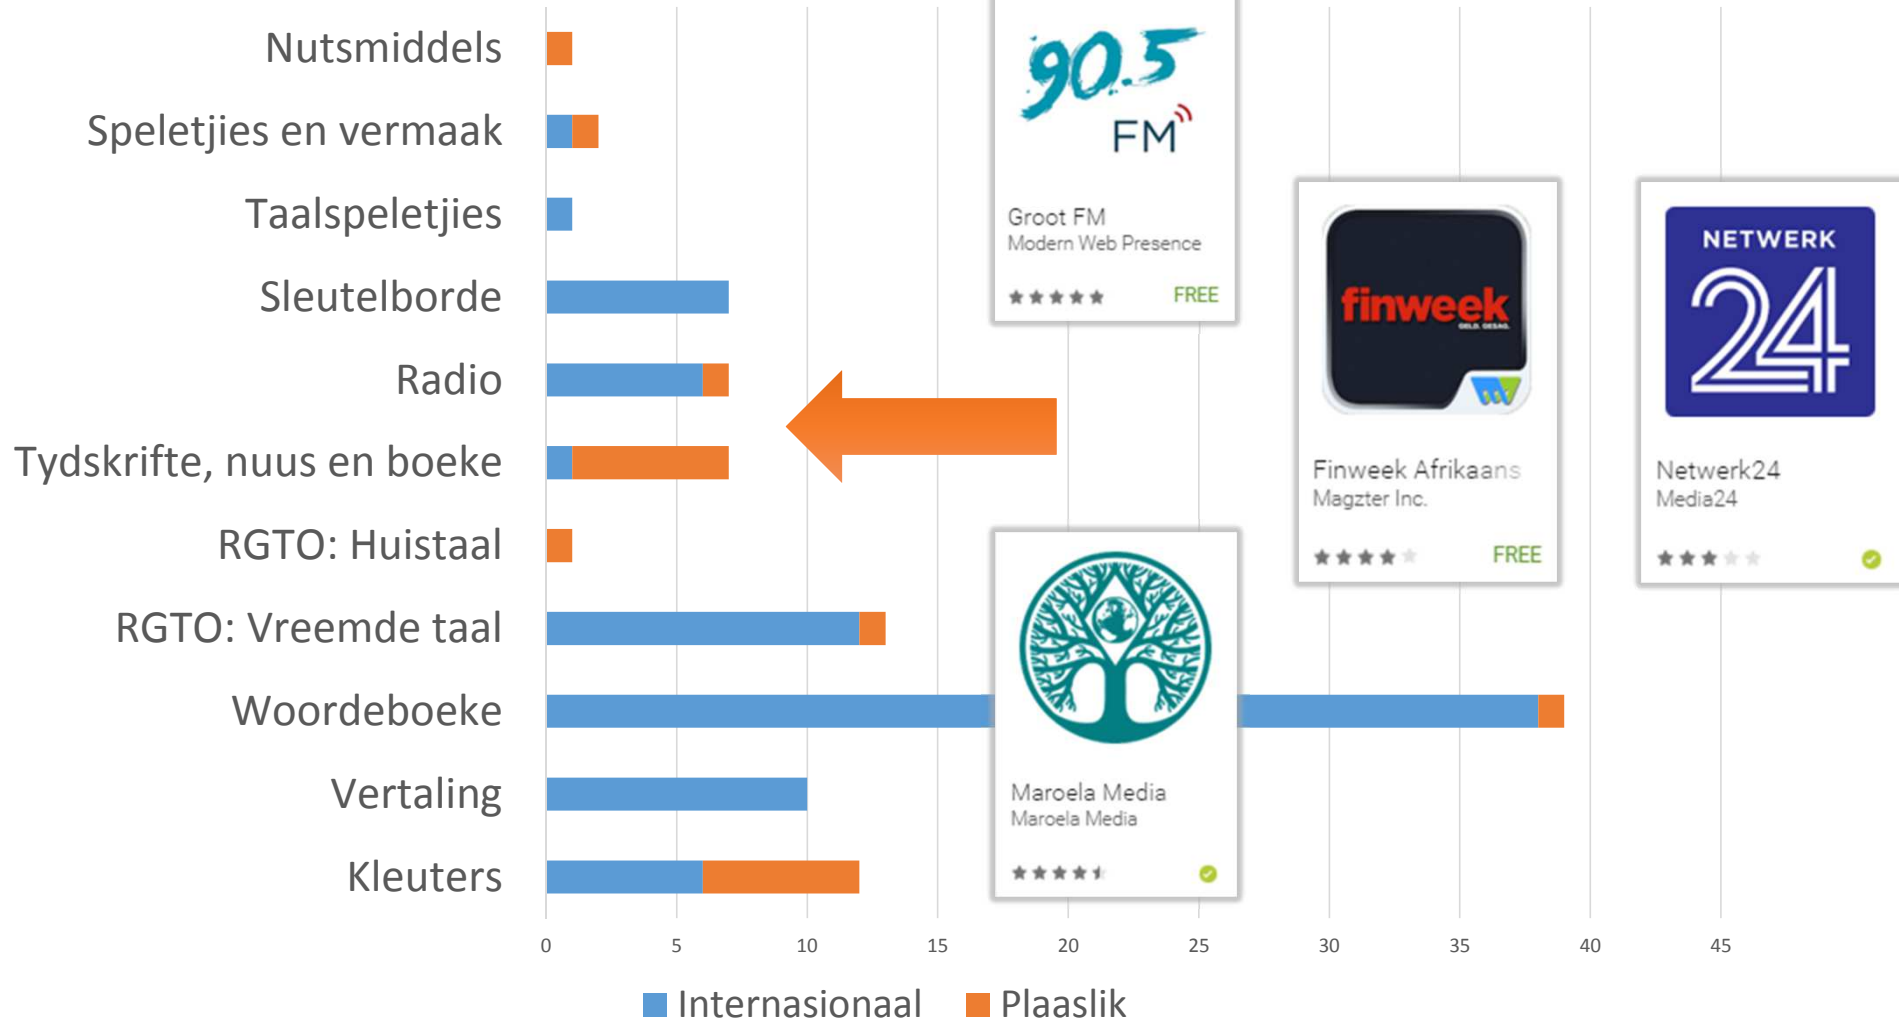 Nutsmiddels
Speletjies en vermaak
Taalspeletjies
Sleutelborde
Radio
Tydskrifte, nuus en boeke
RGTO: Huistaal
RGTO: Vreemde taal
Woordeboeke
Vertaling
Kleuters
90.5
FM
Groot FM
Modern Web Presence
FREE
finweek
GELD. GESAG.
Finweek Afrikaans
Magzter Inc.
FREE
NETWERK
24
Netwerk24
Media24
Maroela Media
Maroela Media
0 5 10 15 20 25 30 35 40 45
Internasionaal Plaaslik